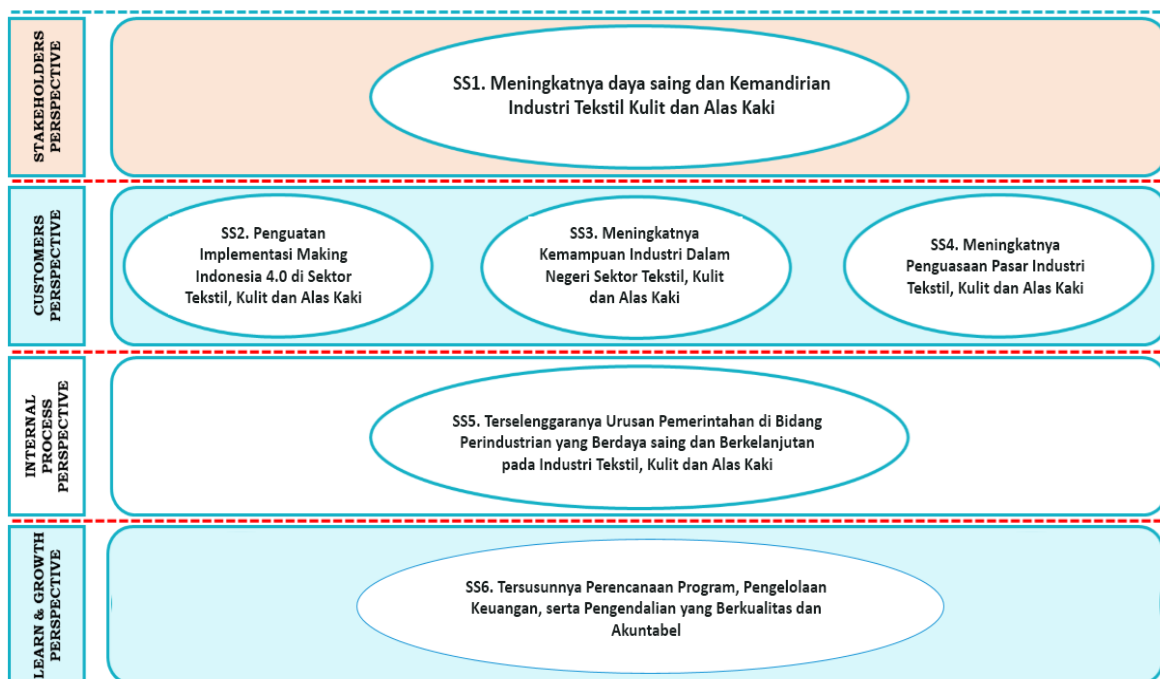 STAKEHOLDERS
PERSPECTIVE
SS1. Meningkatnya daya saing dan Kemandirian
Industri Tekstil Kulit dan Alas Kaki
CUSTOMERS
PERSPECTIVE
SS2. Penguatan
Implementasi Making
Indonesia 4.0 di Sektor
Tekstil, Kulit dan Alas Kaki
SS3. Meningkatnya
Kemampuan Industri Dalam
Negeri Sektor Tekstil, Kulit
dan Alas Kaki
SS4. Meningkatnya
Penguasaan Pasar Industri
Tekstil, Kulit dan Alas Kaki
INTERNAL
PROCESS
PERSPECTIVE
SS5. Terselenggaranya Urusan Pemerintahan di Bidang
Perindustrian yang Berdaya saing dan Berkelanjutan
pada Industri Tekstil, Kulit dan Alas Kaki
LEARN & GROWTH
PERSPECTIVE
SS6. Tersusunnya Perencanaan Program, Pengelolaan
Keuangan, serta Pengendalian yang Berkualitas dan
Akuntabel